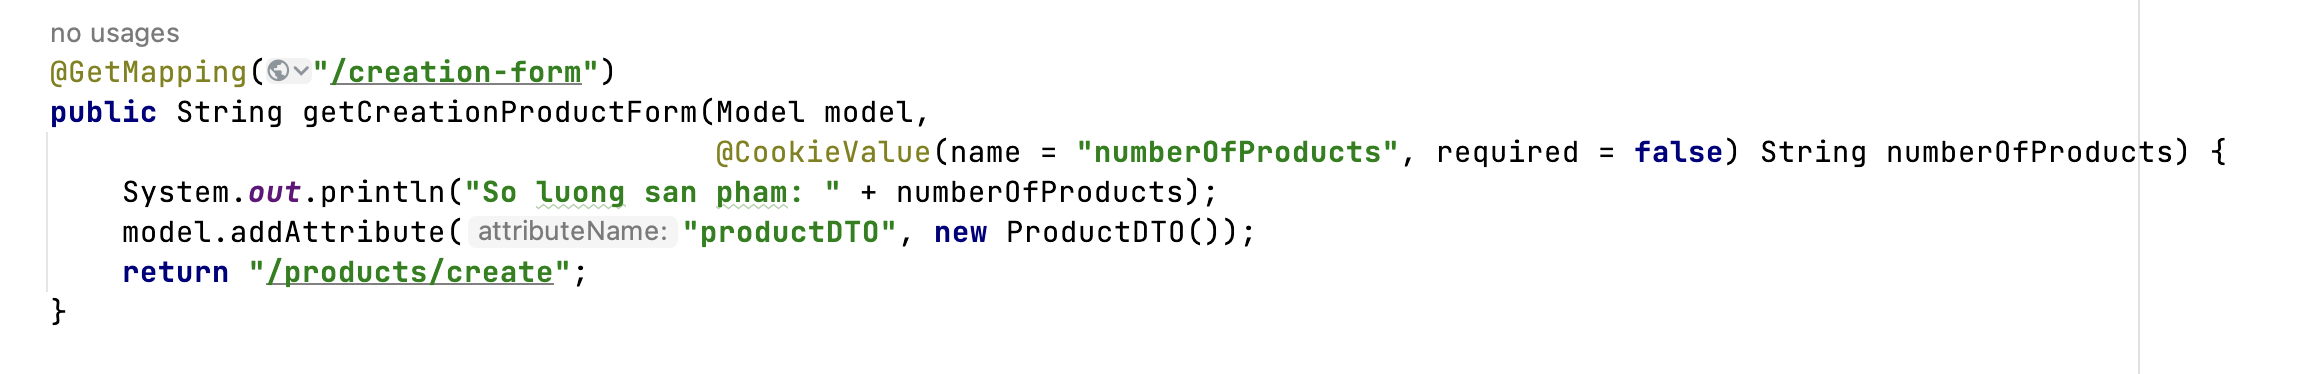 no usages
@GetMapping("/creation-form")
public String getCreationProductForm(Model model,
@CookieValue(name = "numberOfProducts", required = false) String numberOfProducts) {
System.out.println("So luong san pham: " + numberOfProducts);
model.addAttribute( attributeName: "productDTO", new ProductDTO());
return "/products/create";
}